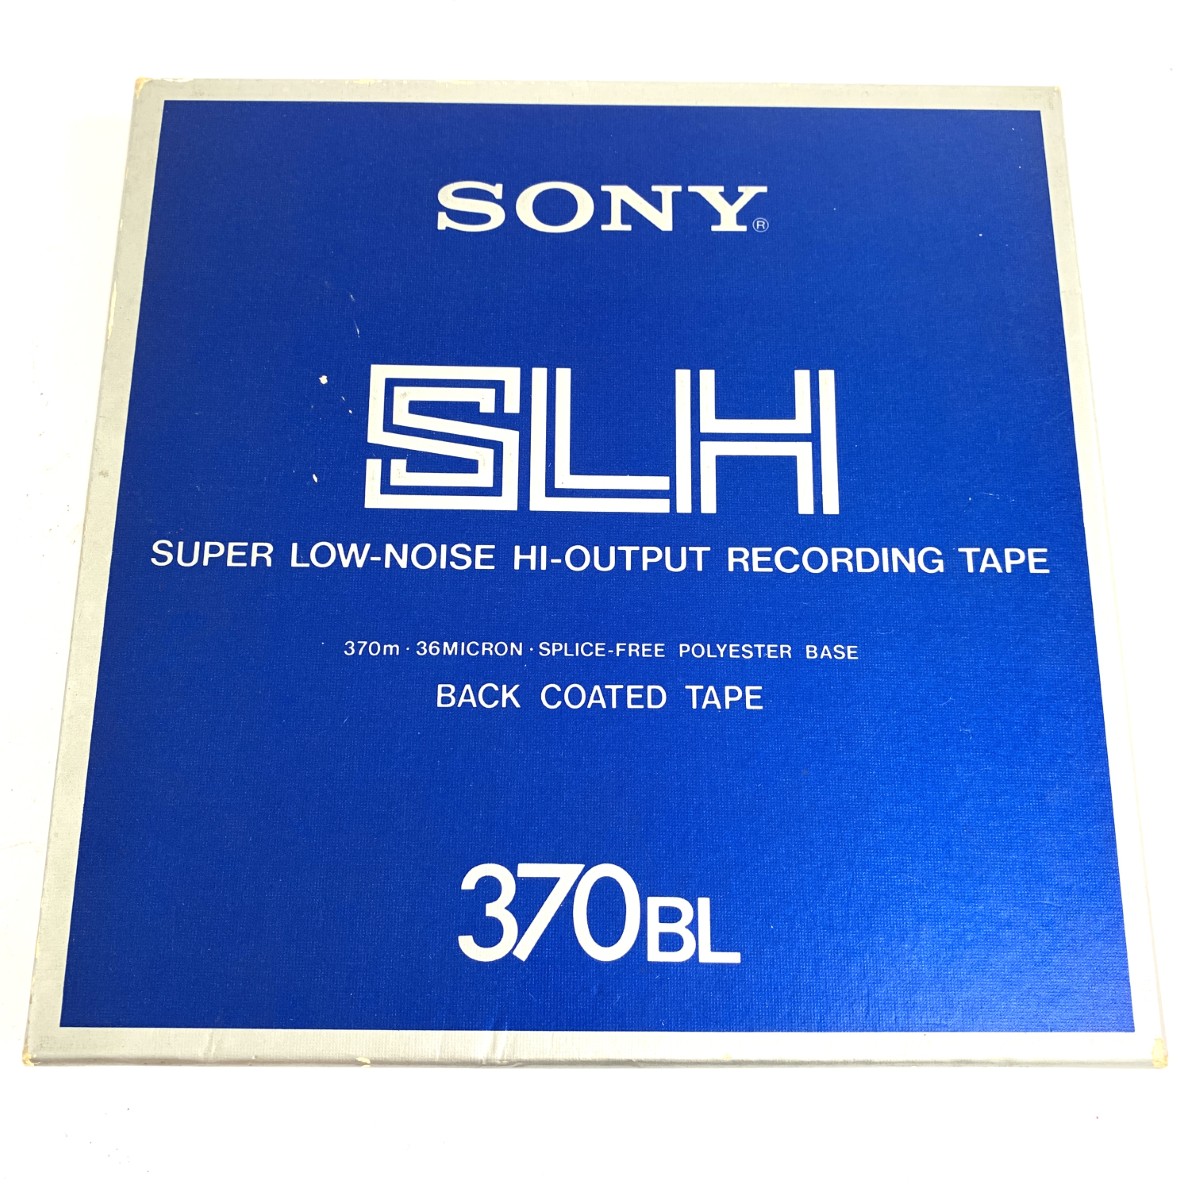 SONY®
SLH
SUPER LOW-NOISE HI-OUTPUT RECORDING TAPE
370m · 36MICRON · SPLICE-FREE POLYESTER BASE
BACK COATED TAPE
370BL